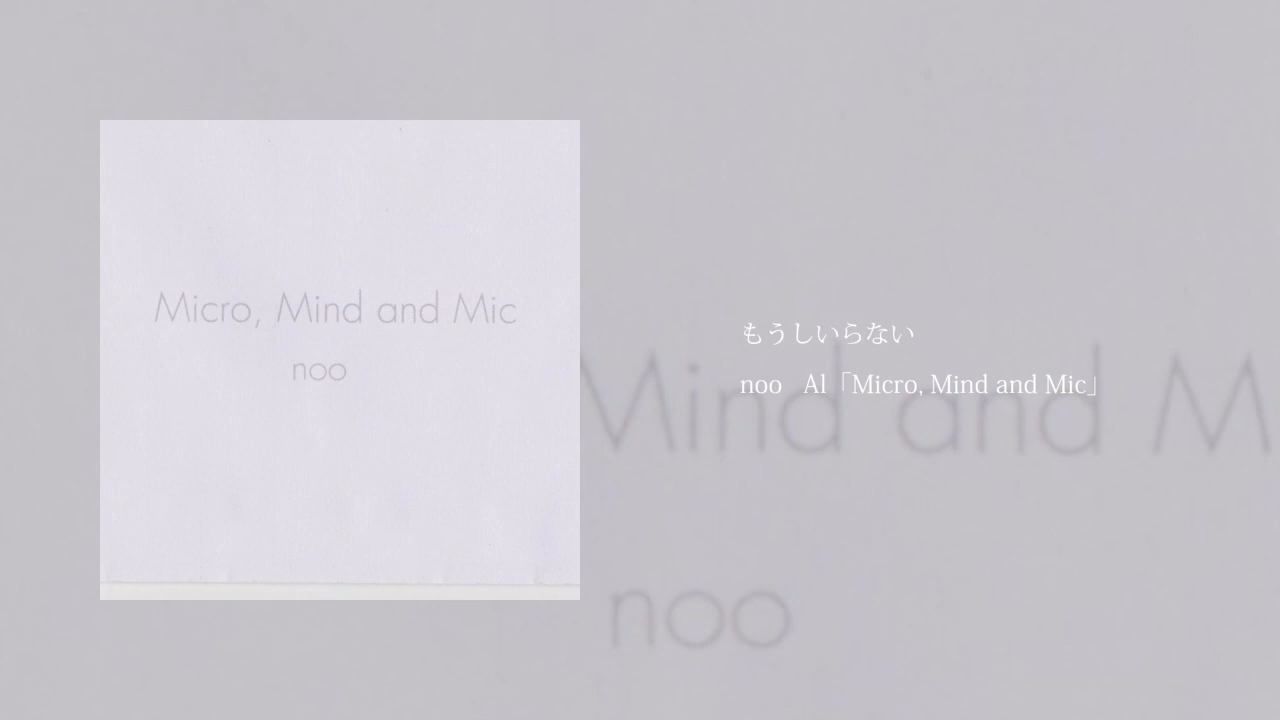 Micro, Mind and Mic
noo
もうしいらない
noo　Al「Micro, Mind and Mic」
Mind and M
noo